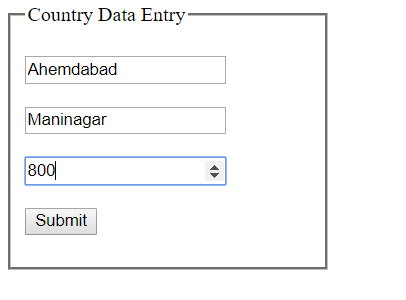 Country Data Entry
Ahemdabad
Maninagar
800
Submit